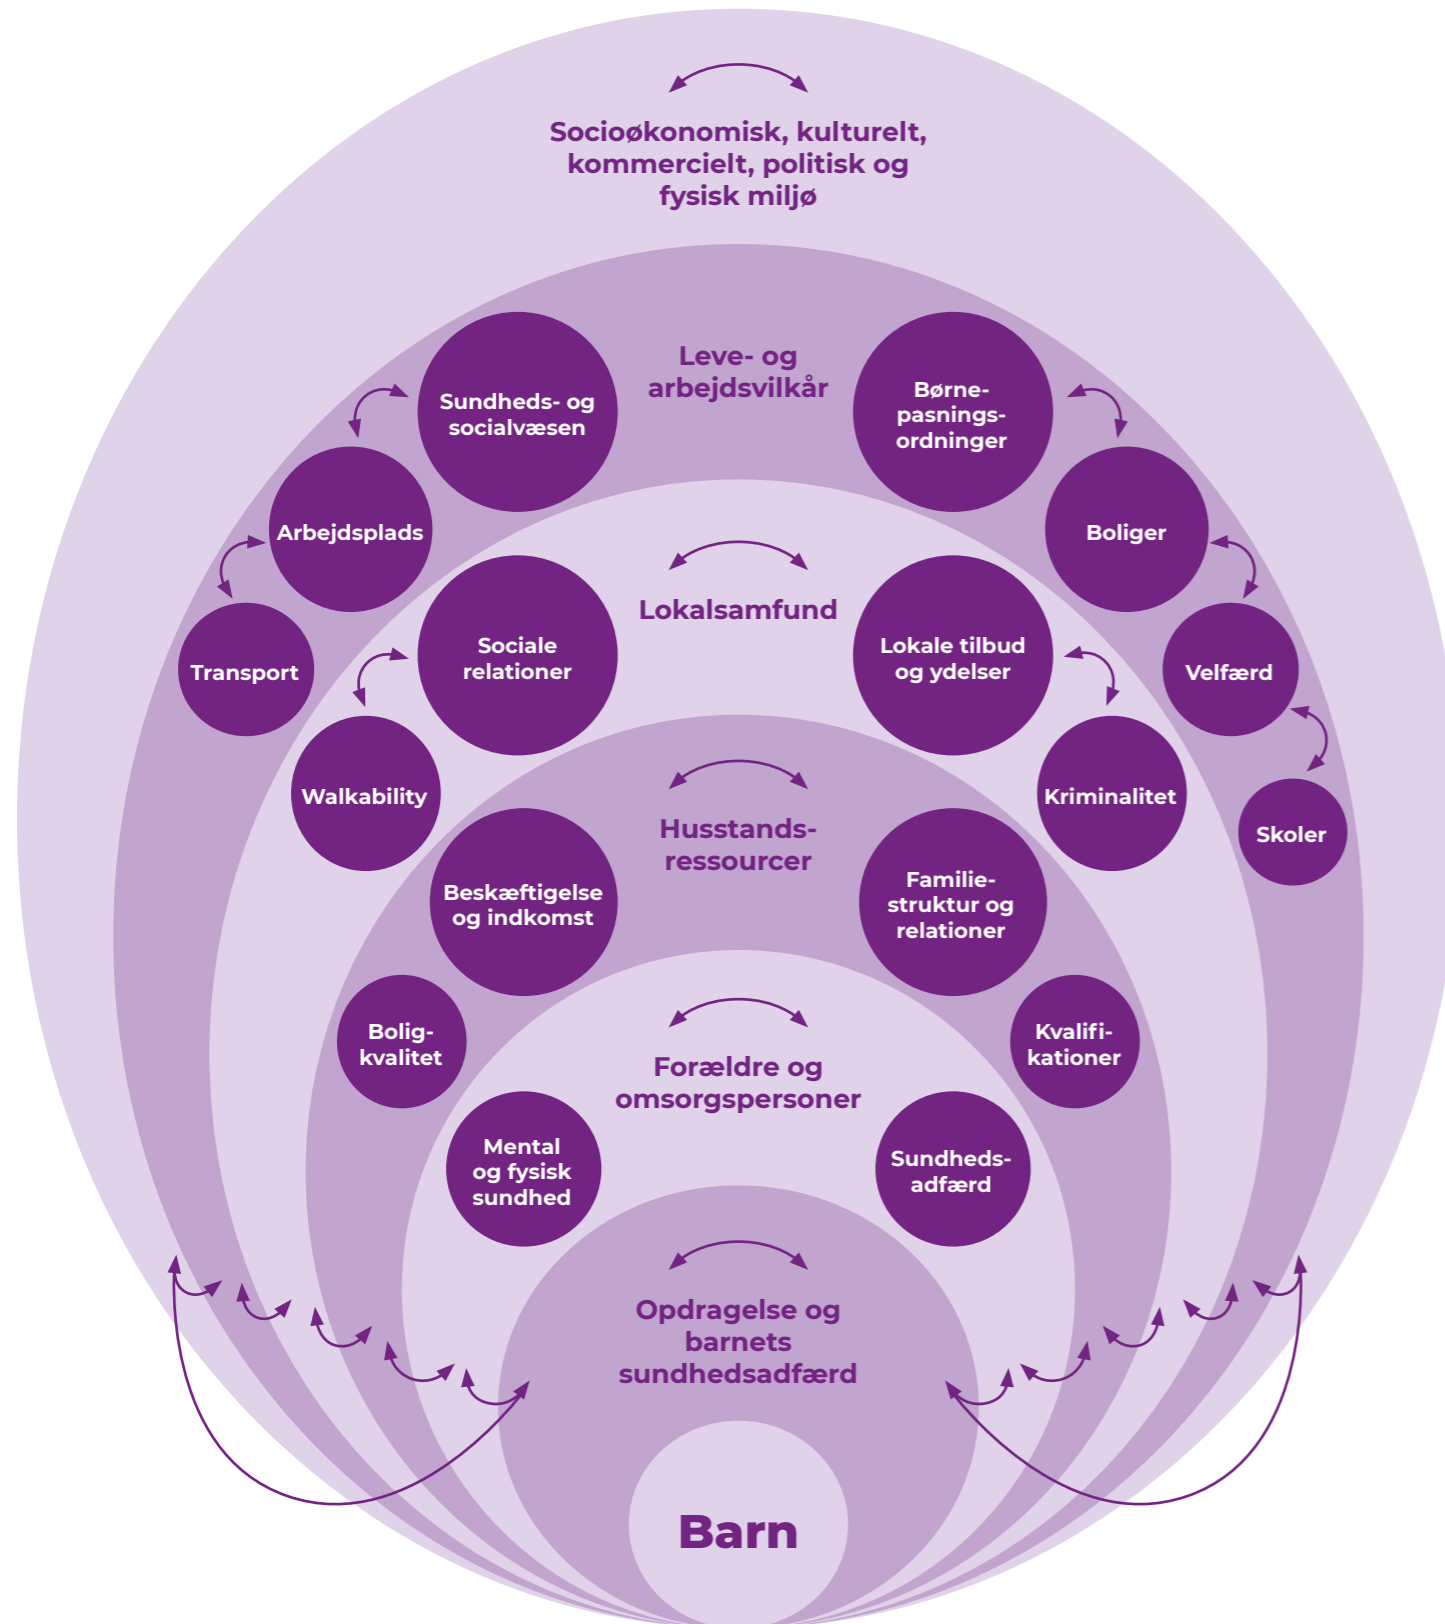 Socioøkonomisk, kulturelt,
kommercielt, politisk og
fysisk miljø
Leve- og
arbejdsvilkår
Sundheds- og
socialvæsen
Børne-
pasnings-
ordninger
Arbejdsplads
Boliger
Transport
Velfærd
Skoler
Lokalsamfund
Sociale
relationer
Lokale tilbud
og ydelser
Walkability
Kriminalitet
Husstands-
ressourcer
Beskæftigelse
og indkomst
Familie-
struktur og
relationer
Bolig-
kvalitet
Kvalifi-
kationer
Forældre og
omsorgspersoner
Mental
og fysisk
sundhed
Sundheds-
adfærd
Opdragelse og
barnets
sundhedsadfærd
Barn